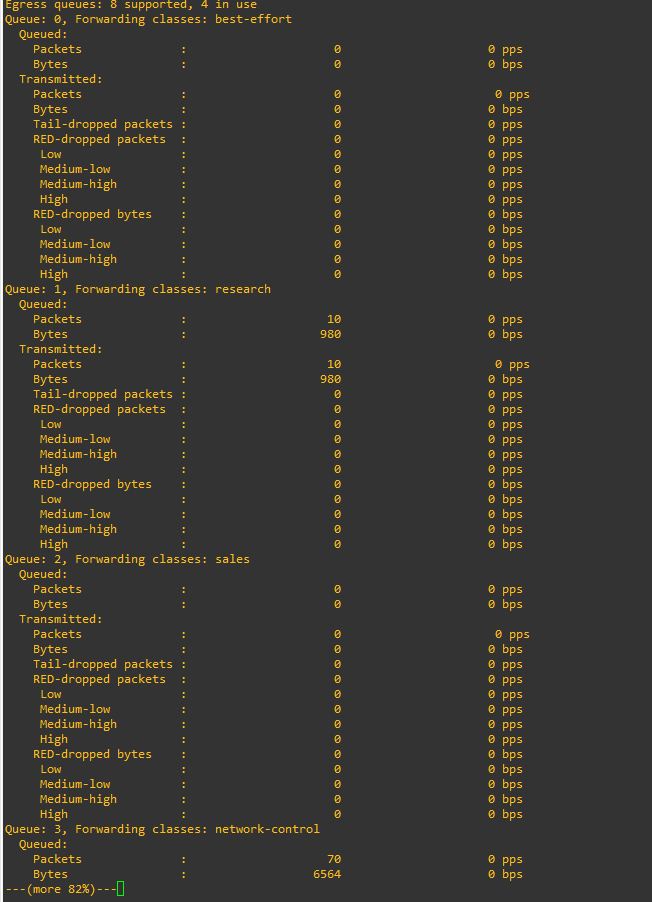 Egress queues: 8 supported, 4 in use
Queue: 0, Forwarding classes: best-effort
  Queued:
    Packets              :                     0                     0 pps
    Bytes                :                     0                     0 bps
  Transmitted:
    Packets              :                     0                      0 pps
    Bytes                :                     0                     0 bps
    Tail-dropped packets :                     0                     0 pps
    RED-dropped packets  :                     0                     0 pps
     Low                 :                     0                     0 pps
     Medium-low          :                     0                     0 pps
     Medium-high         :                     0                     0 pps
     High                :                     0                     0 pps
    RED-dropped bytes    :                     0                     0 bps
     Low                 :                     0                     0 bps
     Medium-low          :                     0                     0 bps
     Medium-high         :                     0                     0 bps
     High                :                     0                     0 bps
Queue: 1, Forwarding classes: research
  Queued:
    Packets              :                    10                     0 pps
    Bytes                :                   980                     0 bps
  Transmitted:
    Packets              :                    10                      0 pps
    Bytes                :                   980                     0 bps
    Tail-dropped packets :                     0                     0 pps
    RED-dropped packets  :                     0                     0 pps
     Low                 :                     0                     0 pps
     Medium-low          :                     0                     0 pps
     Medium-high         :                     0                     0 pps
     High                :                     0                     0 pps
    RED-dropped bytes    :                     0                     0 bps
     Low                 :                     0                     0 bps
     Medium-low          :                     0                     0 bps
     Medium-high         :                     0                     0 bps
     High                :                     0                     0 bps
Queue: 2, Forwarding classes: sales
  Queued:
    Packets              :                     0                     0 pps
    Bytes                :                     0                     0 bps
  Transmitted:
    Packets              :                     0                      0 pps
    Bytes                :                     0                     0 bps
    Tail-dropped packets :                     0                     0 pps
    RED-dropped packets  :                     0                     0 pps
     Low                 :                     0                     0 pps
     Medium-low          :                     0                     0 pps
     Medium-high         :                     0                     0 pps
     High                :                     0                     0 pps
    RED-dropped bytes    :                     0                     0 bps
     Low                 :                     0                     0 bps
     Medium-low          :                     0                     0 bps
     Medium-high         :                     0                     0 bps
     High                :                     0                     0 bps
Queue: 3, Forwarding classes: network-control
  Queued:
    Packets              :                    70                     0 pps
    Bytes                :                  6564                     0 bps
---(more 82%)---